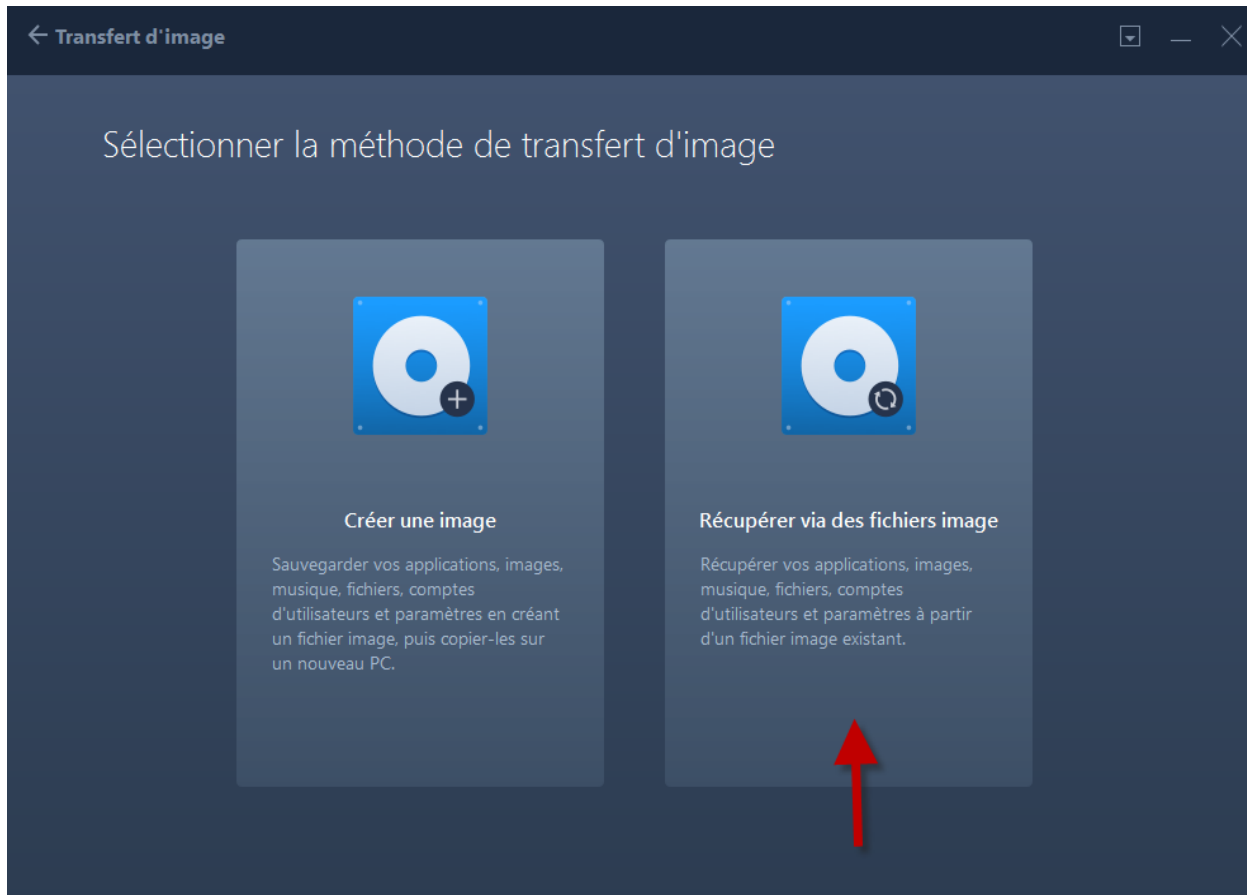 Transfert d'image
Sélectionner la méthode de transfert d'image
Créer une image
Sauvegarder vos applications, images,
musique, fichiers, comptes
d'utilisateurs et paramètres en créant
un fichier image, puis copier-les sur
un nouveau PC.
Récupérer via des fichiers image
Récupérer vos applications, images,
musique, fichiers, comptes
d'utilisateurs et paramètres à partir
d'un fichier image existant.